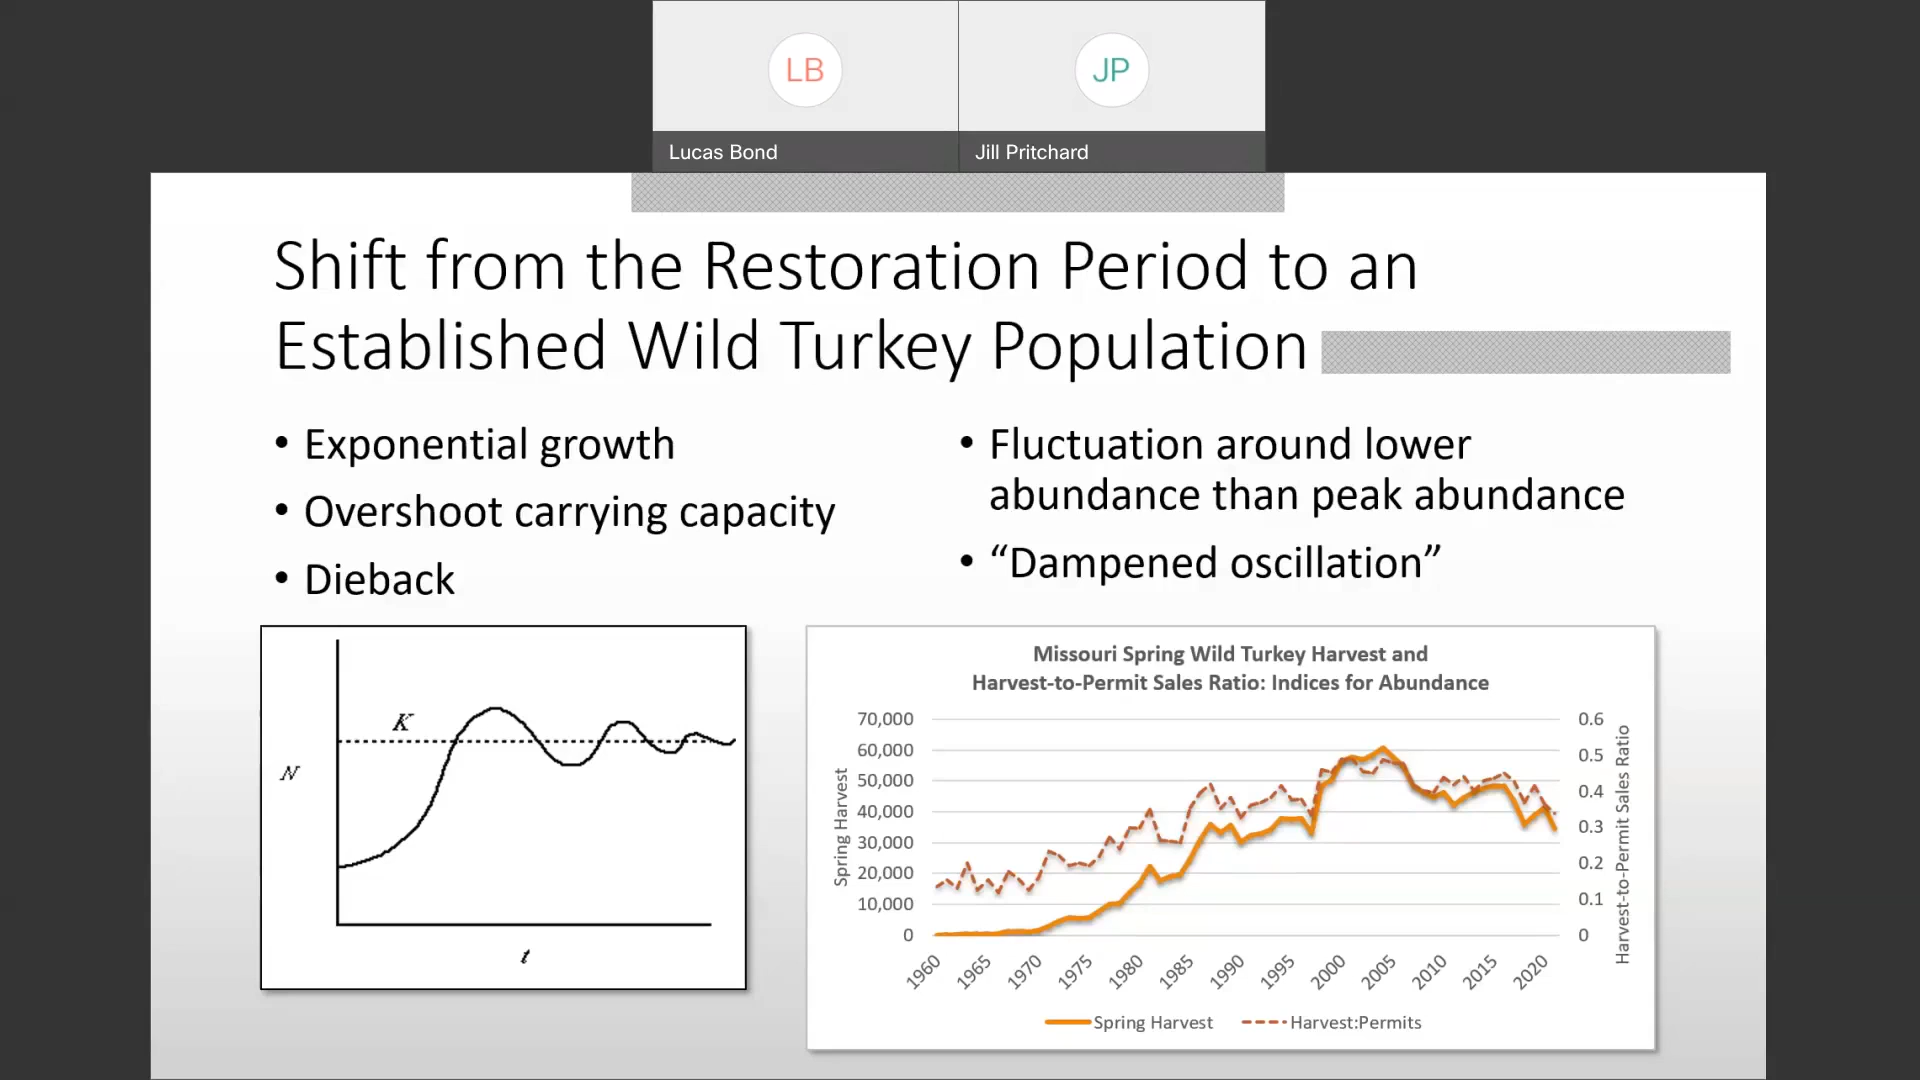 LB
JP
Lucas Bond
Jill Pritchard
Shift from the Restoration Period to an
Established Wild Turkey Population
• Exponential growth
• Overshoot carrying capacity
• Dieback
• Fluctuation around lower
abundance than peak abundance
• “Dampened oscillation”
K
N
t
Missouri Spring Wild Turkey Harvest and
Harvest-to-Permit Sales Ratio: Indices for Abundance
Spring Harvest
70,000
60,000
50,000
40,000
30,000
20,000
10,000
0
0.6
0.5
0.4
0.3
0.2
0.1
0
Harvest-to-Permit Sales Ratio
1960 1965 1970 1975 1980 1985 1990 1995 2000 2005 2010 2015 2020
Spring Harvest Harvest:Permits